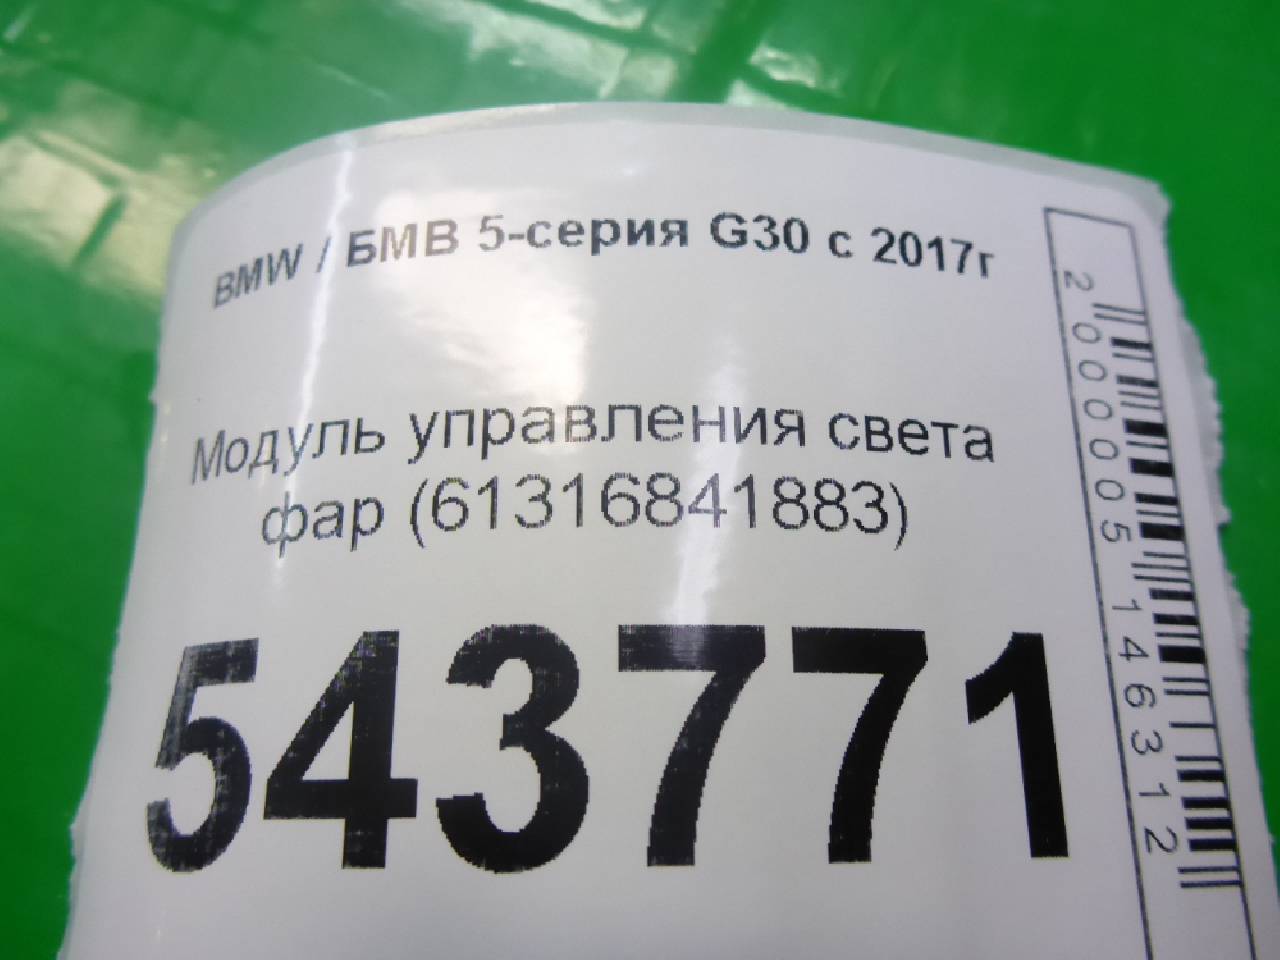 BMW / БМВ 5-серия G30 с 2017г
Модуль управления света
фар (61316841883)
543771
2000005146312